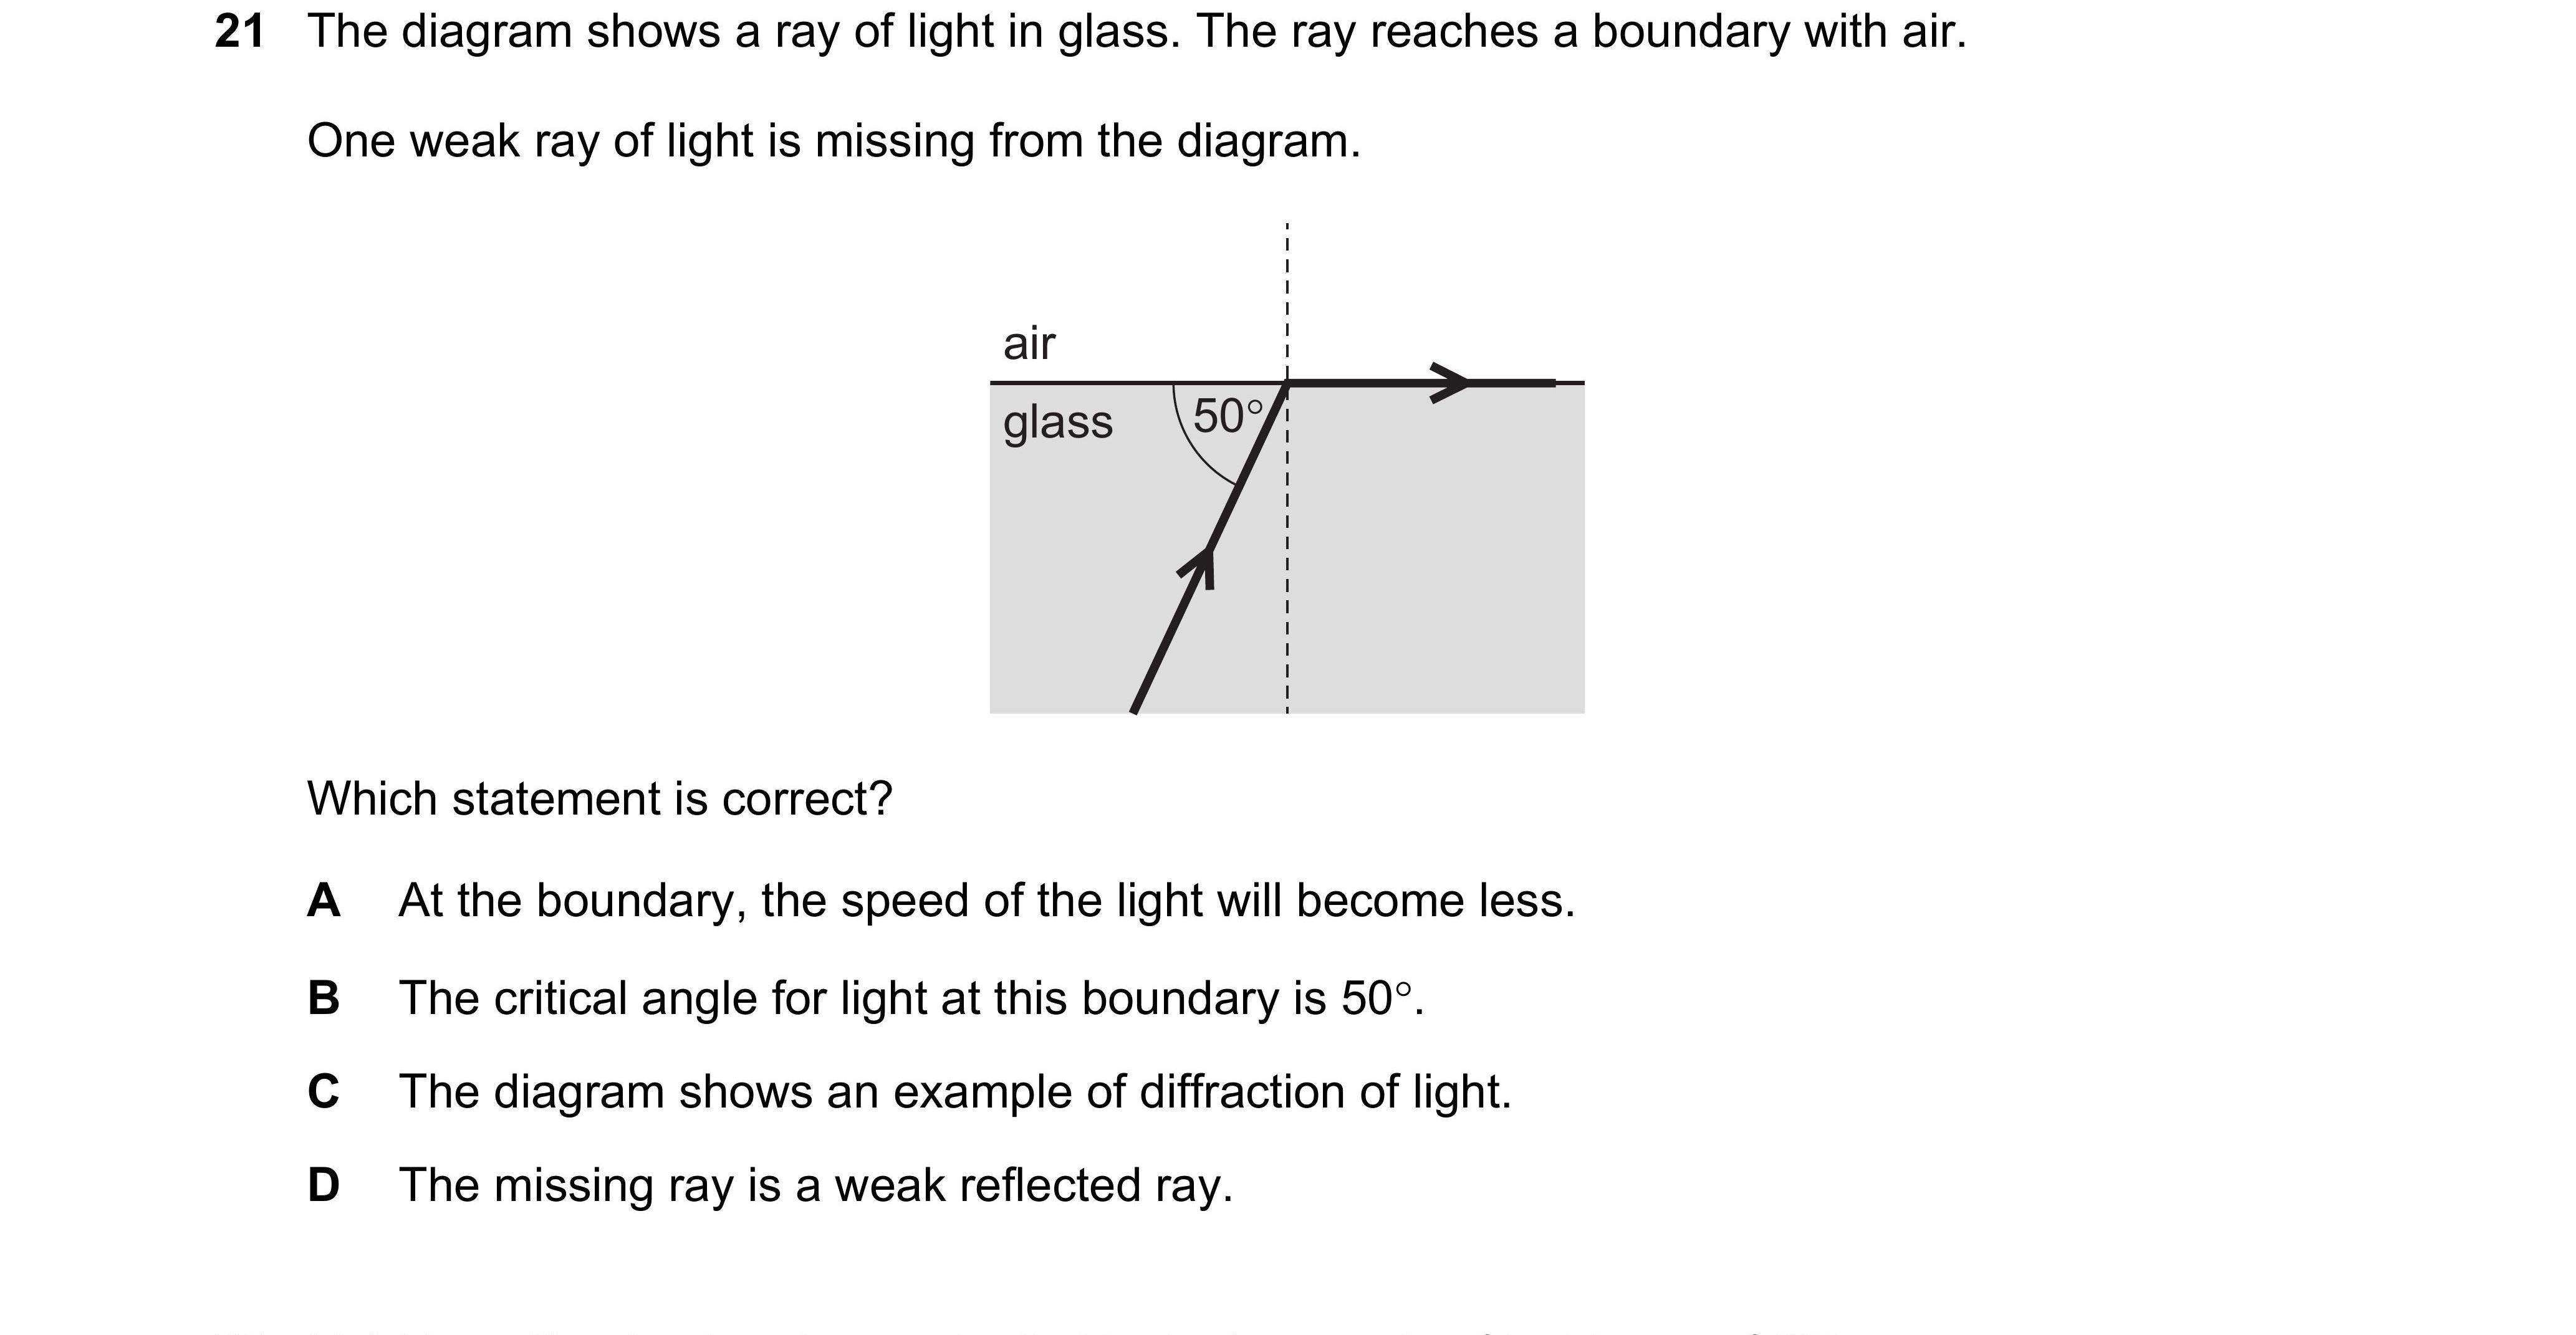 21 The diagram shows a ray of light in glass. The ray reaches a boundary with air.
One weak ray of light is missing from the diagram.
air
glass
50°
Which statement is correct?
A At the boundary, the speed of the light will become less.
B The critical angle for light at this boundary is 50°.
C The diagram shows an example of diffraction of light.
D The missing ray is a weak reflected ray.